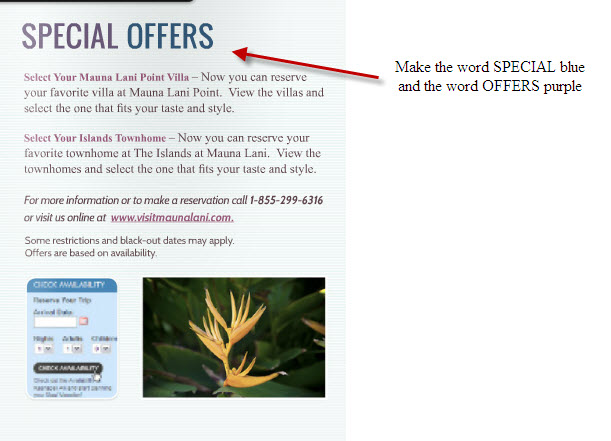 SPECIAL OFFERS
Make the word SPECIAL blue
and the word OFFERS purple
Select Your Mauna Lani Point Villa – Now you can reserve
your favorite villa at Mauna Lani Point. View the villas and
select the one that fits your taste and style.
Select Your Islands Townhome – Now you can reserve your
favorite townhome at The Islands at Mauna Lani. View the
townhomes and select the one that fits your taste and style.
For more information or to make a reservation call 1-855-299-6316
or visit us online at www.visitmaunalani.com.
Some restrictions and black-out dates may apply.
Offers are based on availability.
CHECK AVAILABILITY
Reserve Your Trip
Arrival Date:
Nights Adults Children
CHECK AVAILABILITY
Check out the